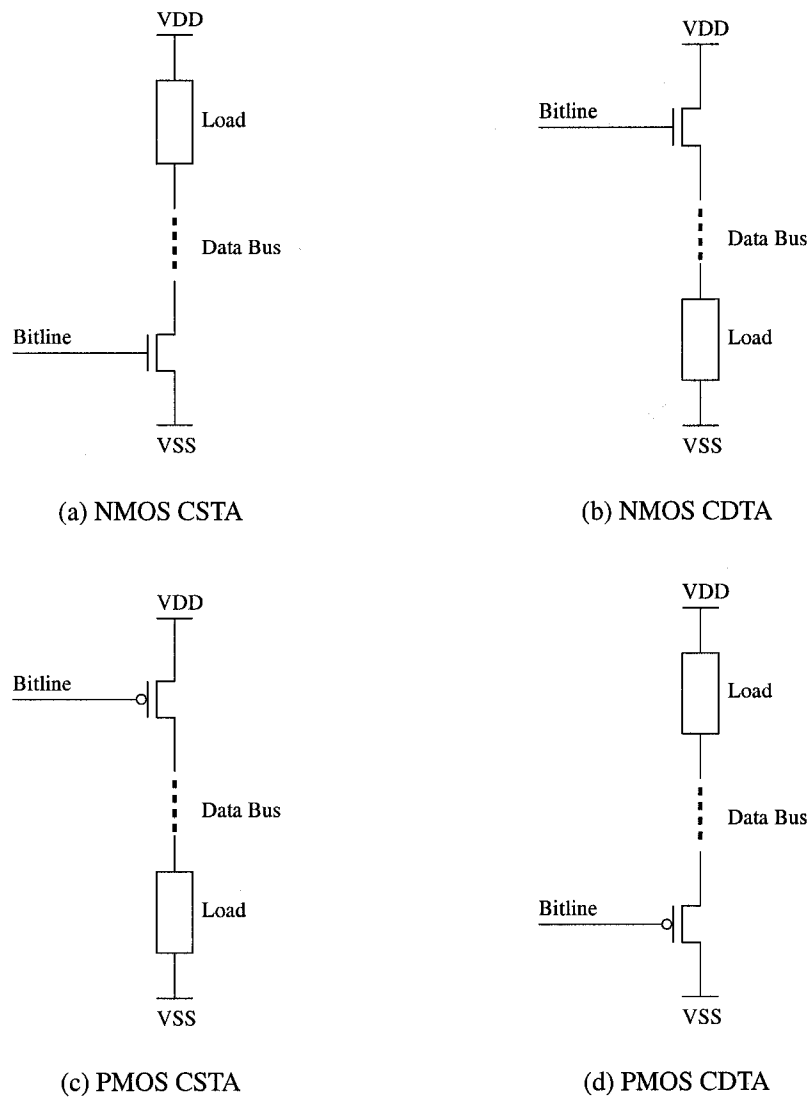 VDD
Load
Data Bus
Bitline
VSS
(a) NMOS CSTA
VDD
Bitline
Data Bus
Load
VSS
(b) NMOS CDTA
VDD
Bitline
Data Bus
Load
VSS
(c) PMOS CSTA
VDD
Load
Data Bus
Bitline
VSS
(d) PMOS CDTA